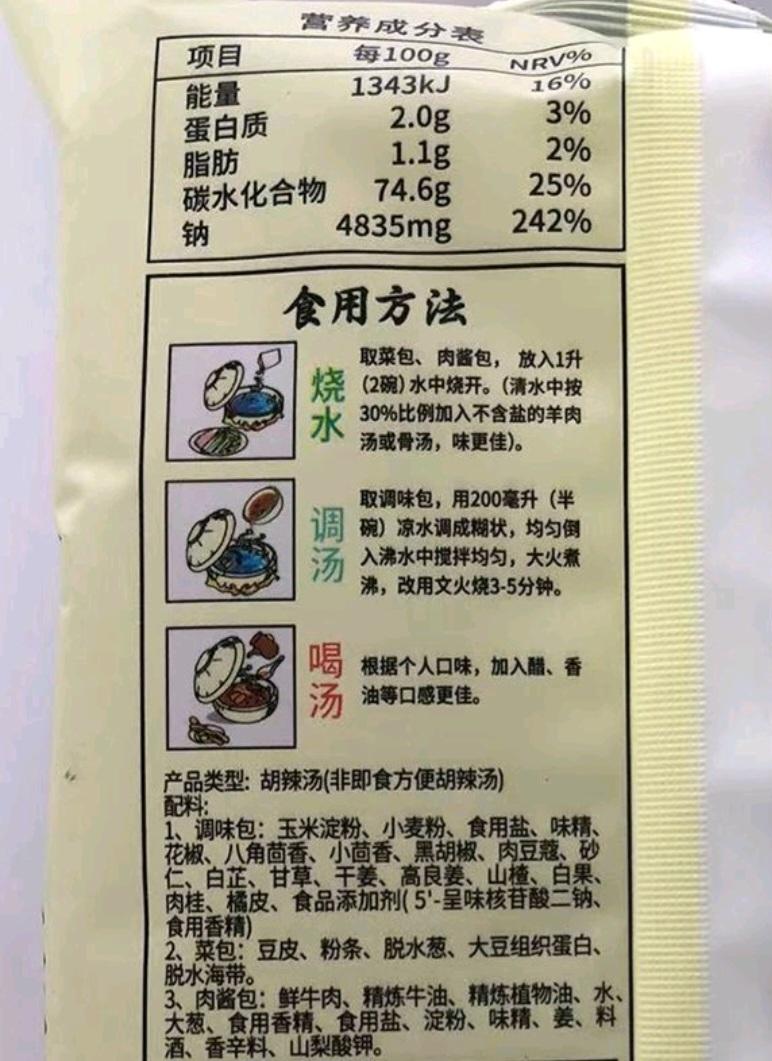 营养成分表
项目 每100g NRV%
能量 1343kJ 16%
蛋白质 2.0g 3%
脂肪 1.1g 2%
碳水化合物 74.6g 25%
钠 4835mg 242%
食用方法
烧水
取菜包、肉酱包， 放入1升
（2碗）水中烧开。（清水中按
30%比例加入不含盐的羊肉
汤或骨汤，味更佳）。
调汤
取调味包，用200毫升（半
碗）凉水调成糊状，均匀倒
入沸水中搅拌均匀，大火煮
沸，改用文火烧3-5分钟。
喝汤
根据个人口味，加入醋、香
油等口感更佳。
产品类型: 胡辣汤(非即食方便胡辣汤)
配料:
1、调味包：玉米淀粉、小麦粉、食用盐、味精、
花椒、八角茴香、小茴香、黑胡椒、肉豆蔻、砂
仁、白芷、甘草、干姜、高良姜、山楂、白果、
肉桂、橘皮、食品添加剂( 5'-呈味核苷酸二钠、
食用香精)
2、菜包：豆皮、粉条、脱水葱、大豆组织蛋白、
脱水海带。
3、肉酱包：鲜牛肉、精炼牛油、精炼植物油、水、
大葱、食用香精、食用盐、淀粉、味精、姜、料
酒、香辛料、山梨酸钾。